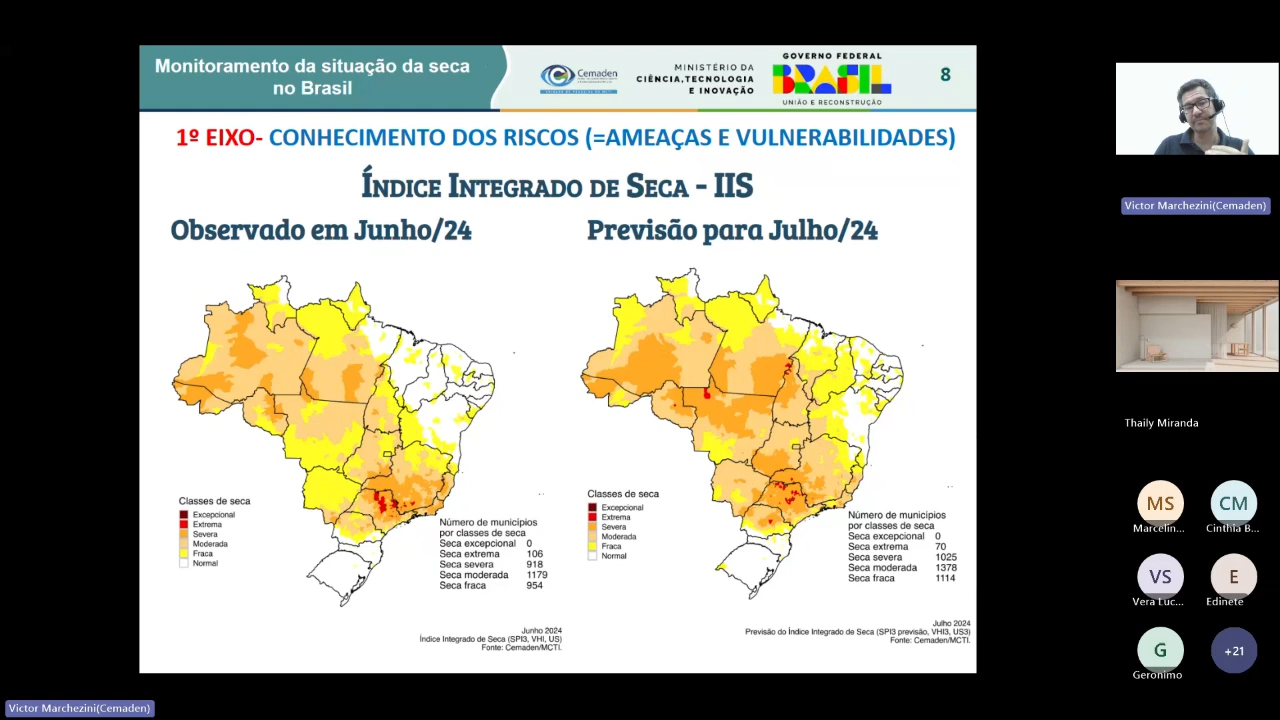 Monitoramento da situação da seca
no Brasil
Cemaden
MINISTÉRIO DA
CIÊNCIA, TECNOLOGIA
E INOVAÇÃO
GOVERNO FEDERAL
BRASIL
UNIÃO E RECONSTRUÇÃO
8
1º EIXO- CONHECIMENTO DOS RISCOS (=AMEAÇAS E VULNERABILIDADES)
ÍNDICE INTEGRADO DE SECA - IIS
Observado em Junho/24
Classes de seca
Excepcional
Extrema
Severa
Moderada
Fraca
Normal
Número de municípios
por classes de seca
Seca excepcional 0
Seca extrema 106
Seca severa 918
Seca moderada 1179
Seca fraca 954
Junho 2024
Índice Integrado de Seca (SPI3, VHI, US)
Fonte: Cemaden/MCTI.
Previsão para Julho/24
Classes de seca
Excepcional
Extrema
Severa
Moderada
Fraca
Normal
Número de municípios
por classes de seca
Seca excepcional 0
Seca extrema 70
Seca severa 1025
Seca moderada 1378
Seca fraca 1114
Julho 2024
Previsão do Índice Integrado de Seca (SPI3 previsão, VHI3, US3)
Fonte: Cemaden/MCTI.
Victor Marchezini(Cemaden)
Thaily Miranda
MS
Marcelin...
CM
Cinthia B...
VS
Vera Luc...
E
Edinete
G
Geronimo
+21
Victor Marchezini(Cemaden)